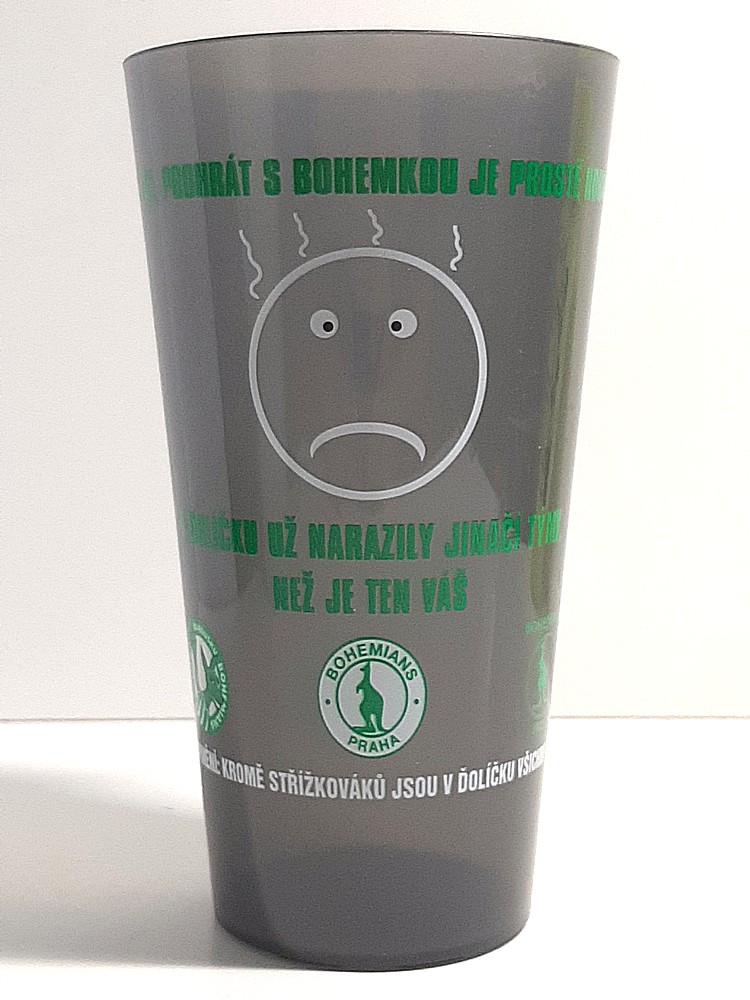 PROHRÁT S BOHEMKOU JE PROSTĚ
UŽ NARAZILY JINAČÍ TÝMY
NEŽ JE TEN VÁŠ
BOHEMIANS
PRAHA
KROMĚ STŘÍŽKOVÁKŮ JSOU V ĎOLÍČKU